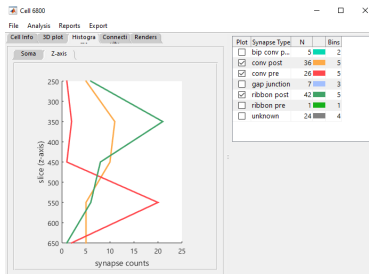 Cell 6800
File Analysis Reports Export
Cell Info 3D plot Histogra Connecti Renders
Soma Z-axis
250
300
350
400
450
500
550
600
650
slice (z-axis)
0 5 10 15 20 25
synapse counts
Plot Synapse Type N Bins
bip conv p... 5 2
conv post 36 5
conv pre 26 5
gap junction 7 3
ribbon post 42 5
ribbon pre 1 1
unknown 24 4